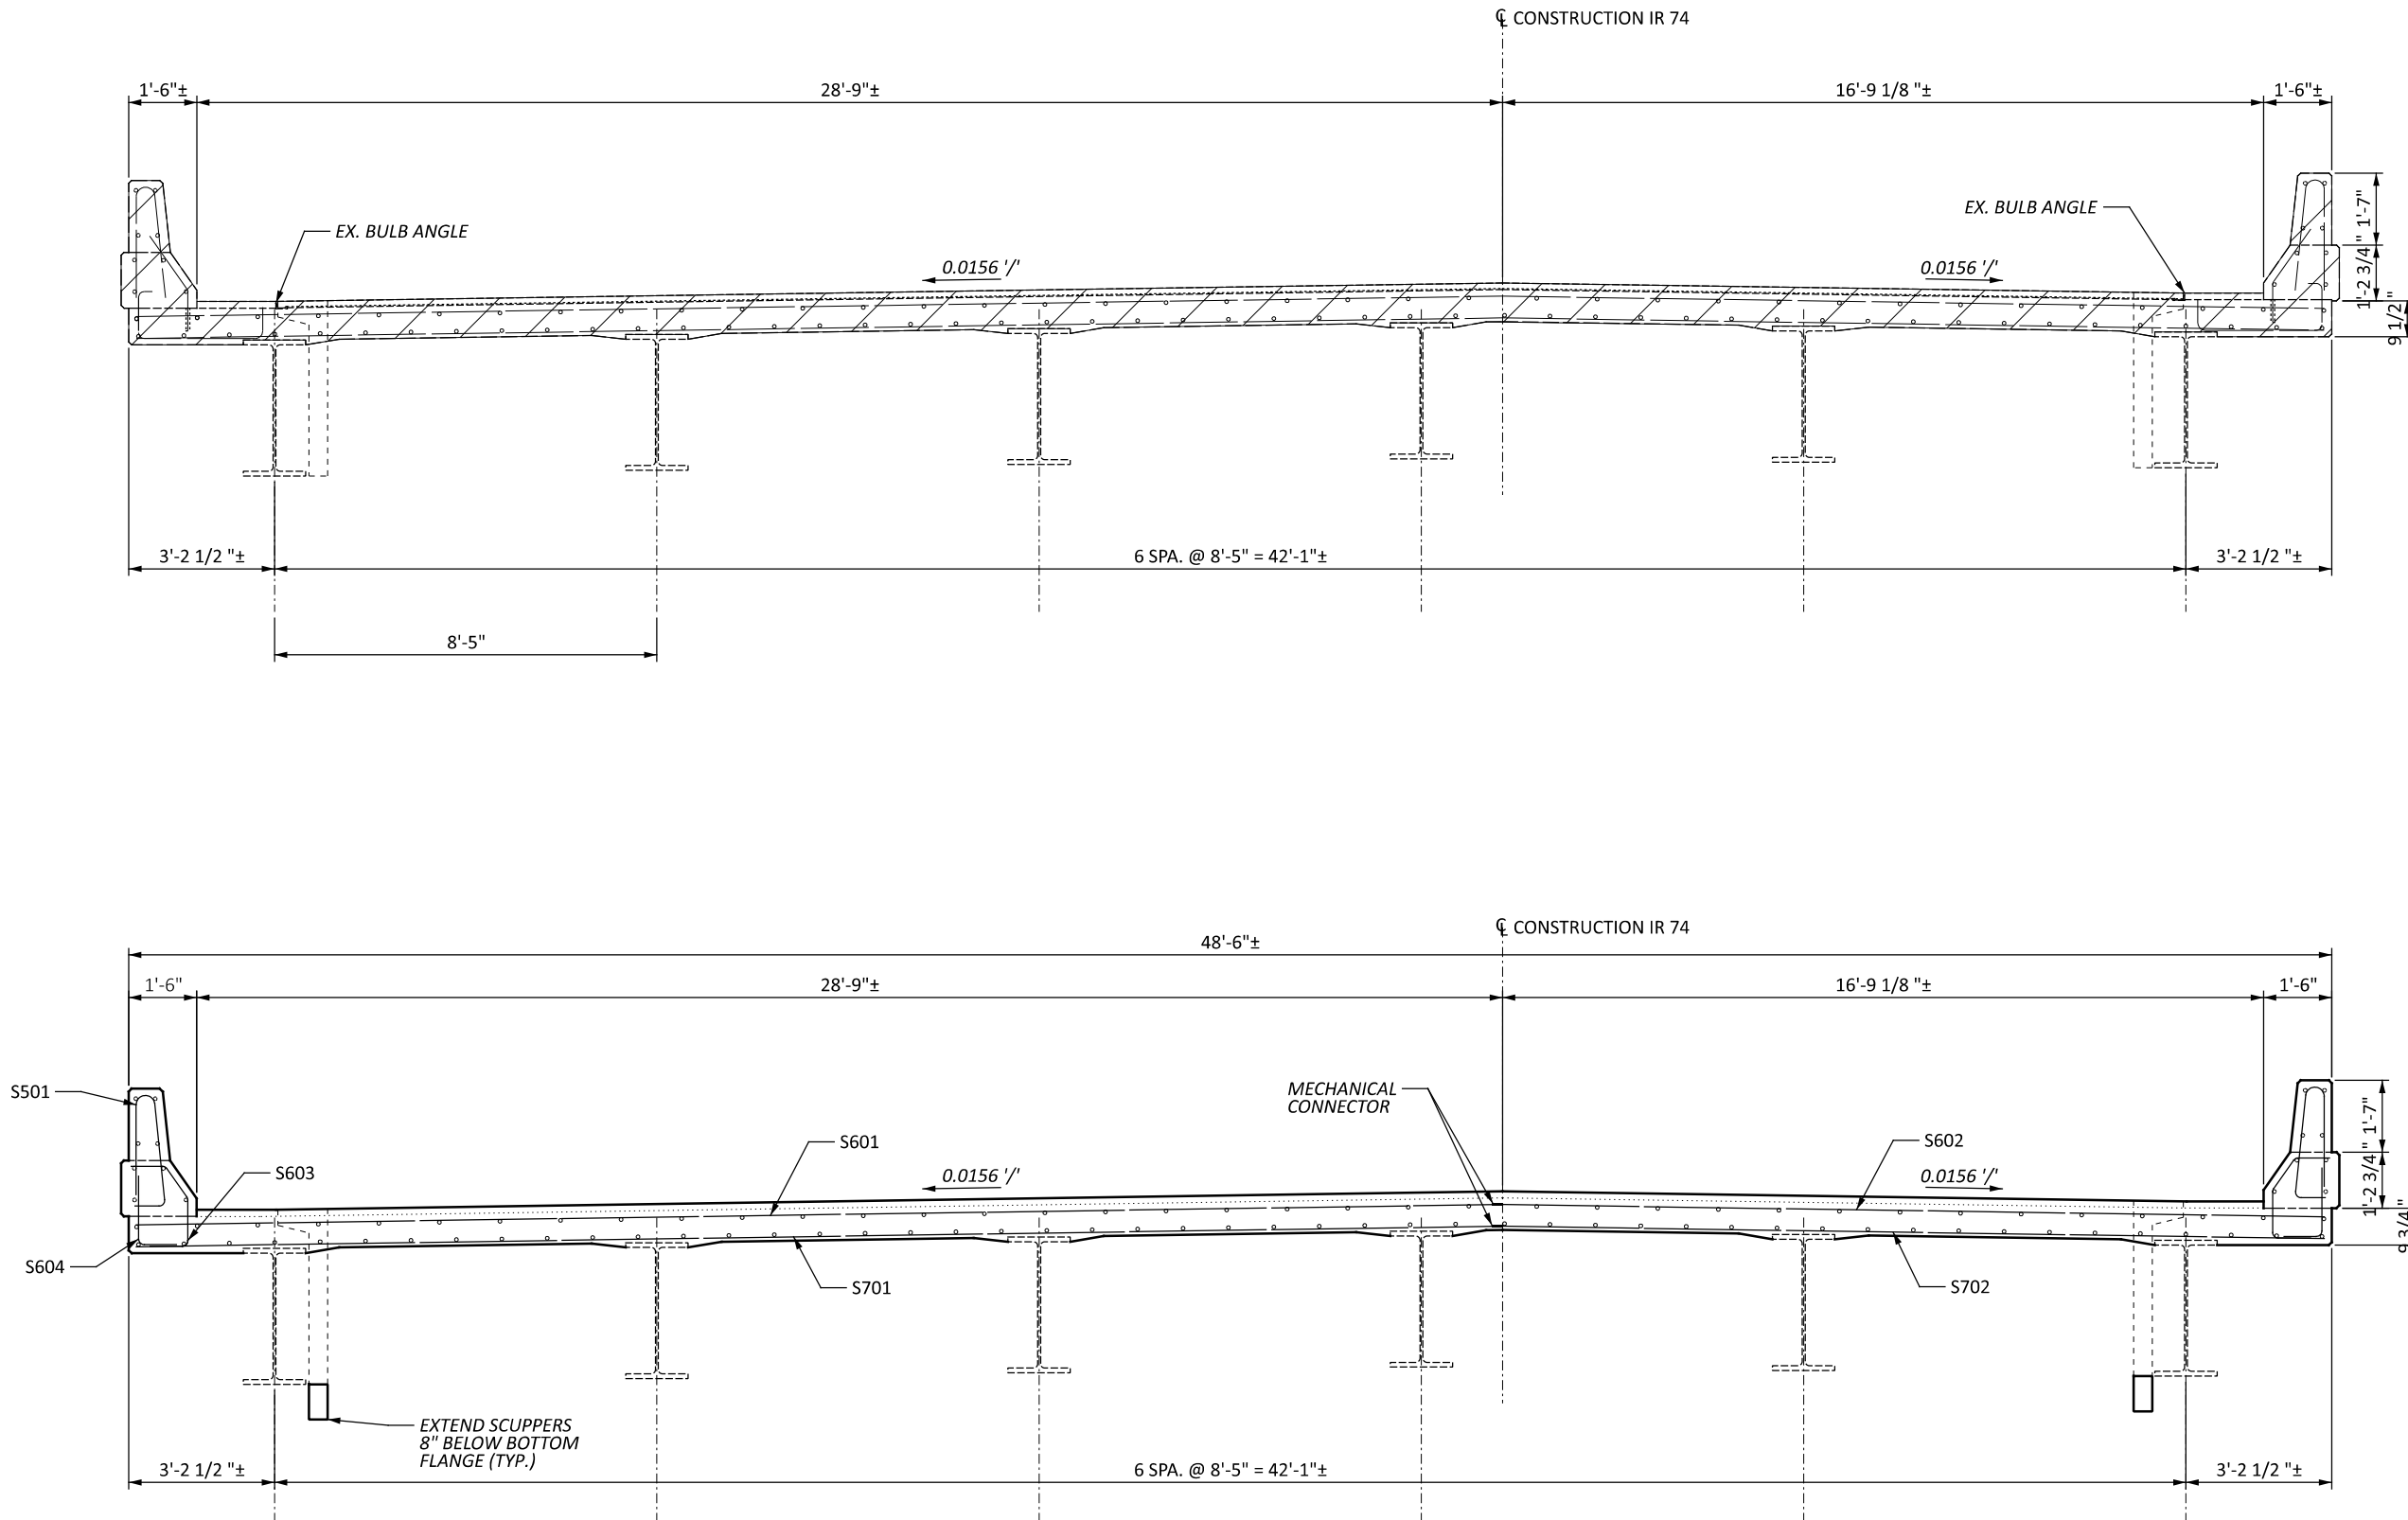 ℄ CONSTRUCTION IR 74
1'-6"±
28'-9"±
16'-9 1/8 "±
1'-6"±
EX. BULB ANGLE
EX. BULB ANGLE
0.0156 '/'
0.0156 '/'
1'-7"
1'-2 3/4"
9 1/2"
3'-2 1/2 "±
6 SPA. @ 8'-5" = 42'-1"±
3'-2 1/2 "±
8'-5"
℄ CONSTRUCTION IR 74
48'-6"±
1'-6"
28'-9"±
16'-9 1/8 "±
1'-6"
S501
MECHANICAL
CONNECTOR
S601
S602
S603
0.0156 '/'
0.0156 '/'
1'-7"
1'-2 3/4"
9 3/4"
S604
S701
S702
EXTEND SCUPPERS
8" BELOW BOTTOM
FLANGE (TYP.)
3'-2 1/2 "±
6 SPA. @ 8'-5" = 42'-1"±
3'-2 1/2 "±